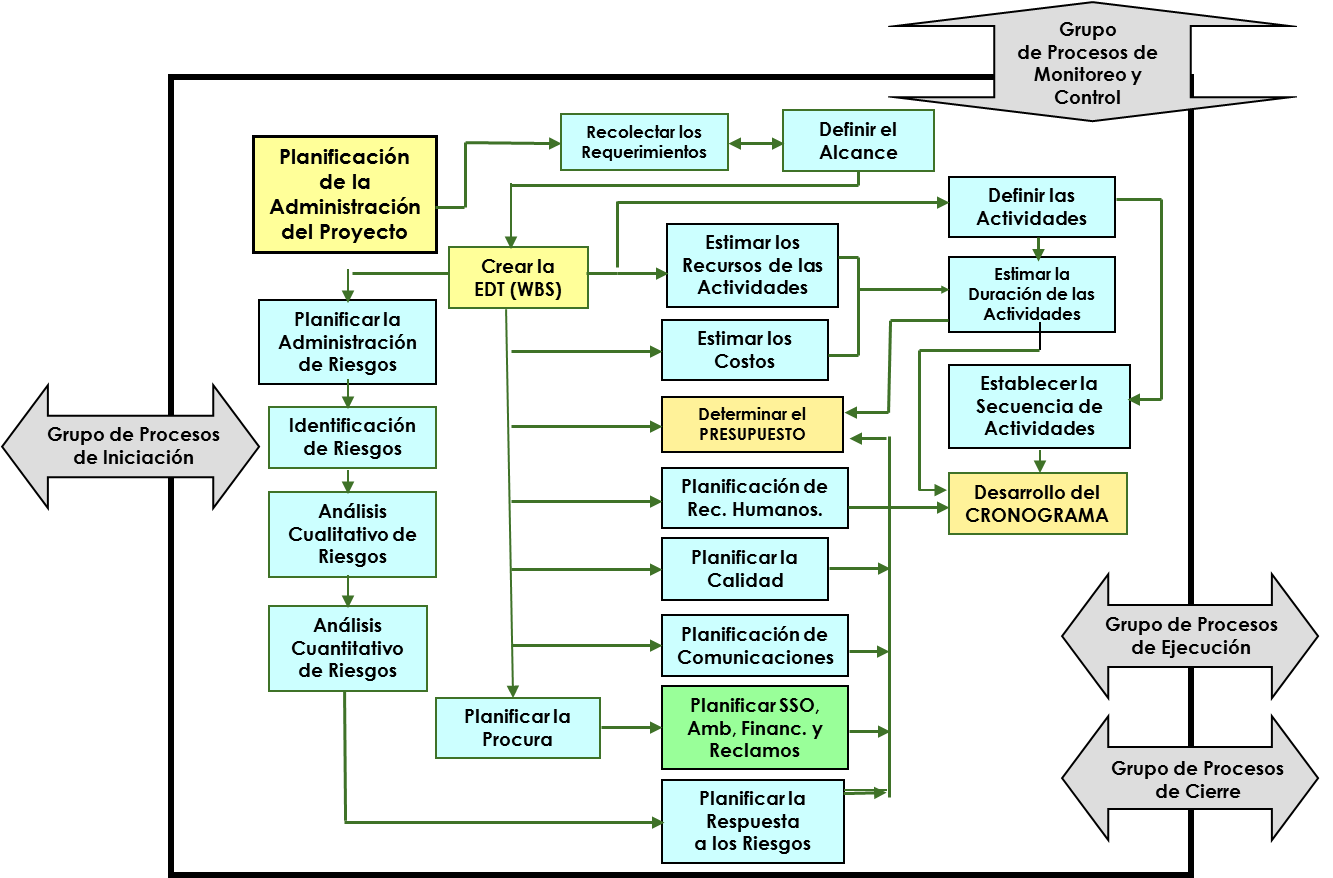 Grupo
de Procesos de
Monitoreo y
Control
Recolectar los
Requerimientos
Definir el
Alcance
Planificación
de la
Administración
del Proyecto
Definir las
Actividades
Crear la
EDT (WBS)
Estimar los
Recursos de las
Actividades
Estimar la
Duración de las
Actividades
Planificar la
Administración
de Riesgos
Estimar los
Costos
Establecer la
Secuencia de
Actividades
Grupo de Procesos
de Iniciación
Identificación
de Riesgos
Determinar el
PRESUPUESTO
Análisis
Cualitativo de
Riesgos
Planificación de
Rec. Humanos.
Desarrollo del
CRONOGRAMA
Planificar la
Calidad
Análisis
Cuantitativo
de Riesgos
Planificación de
Comunicaciones
Grupo de Procesos
de Ejecución
Planificar la
Procura
Planificar SSO,
Amb, Financ. y
Reclamos
Grupo de Procesos
de Cierre
Planificar la
Respuesta
a los Riesgos